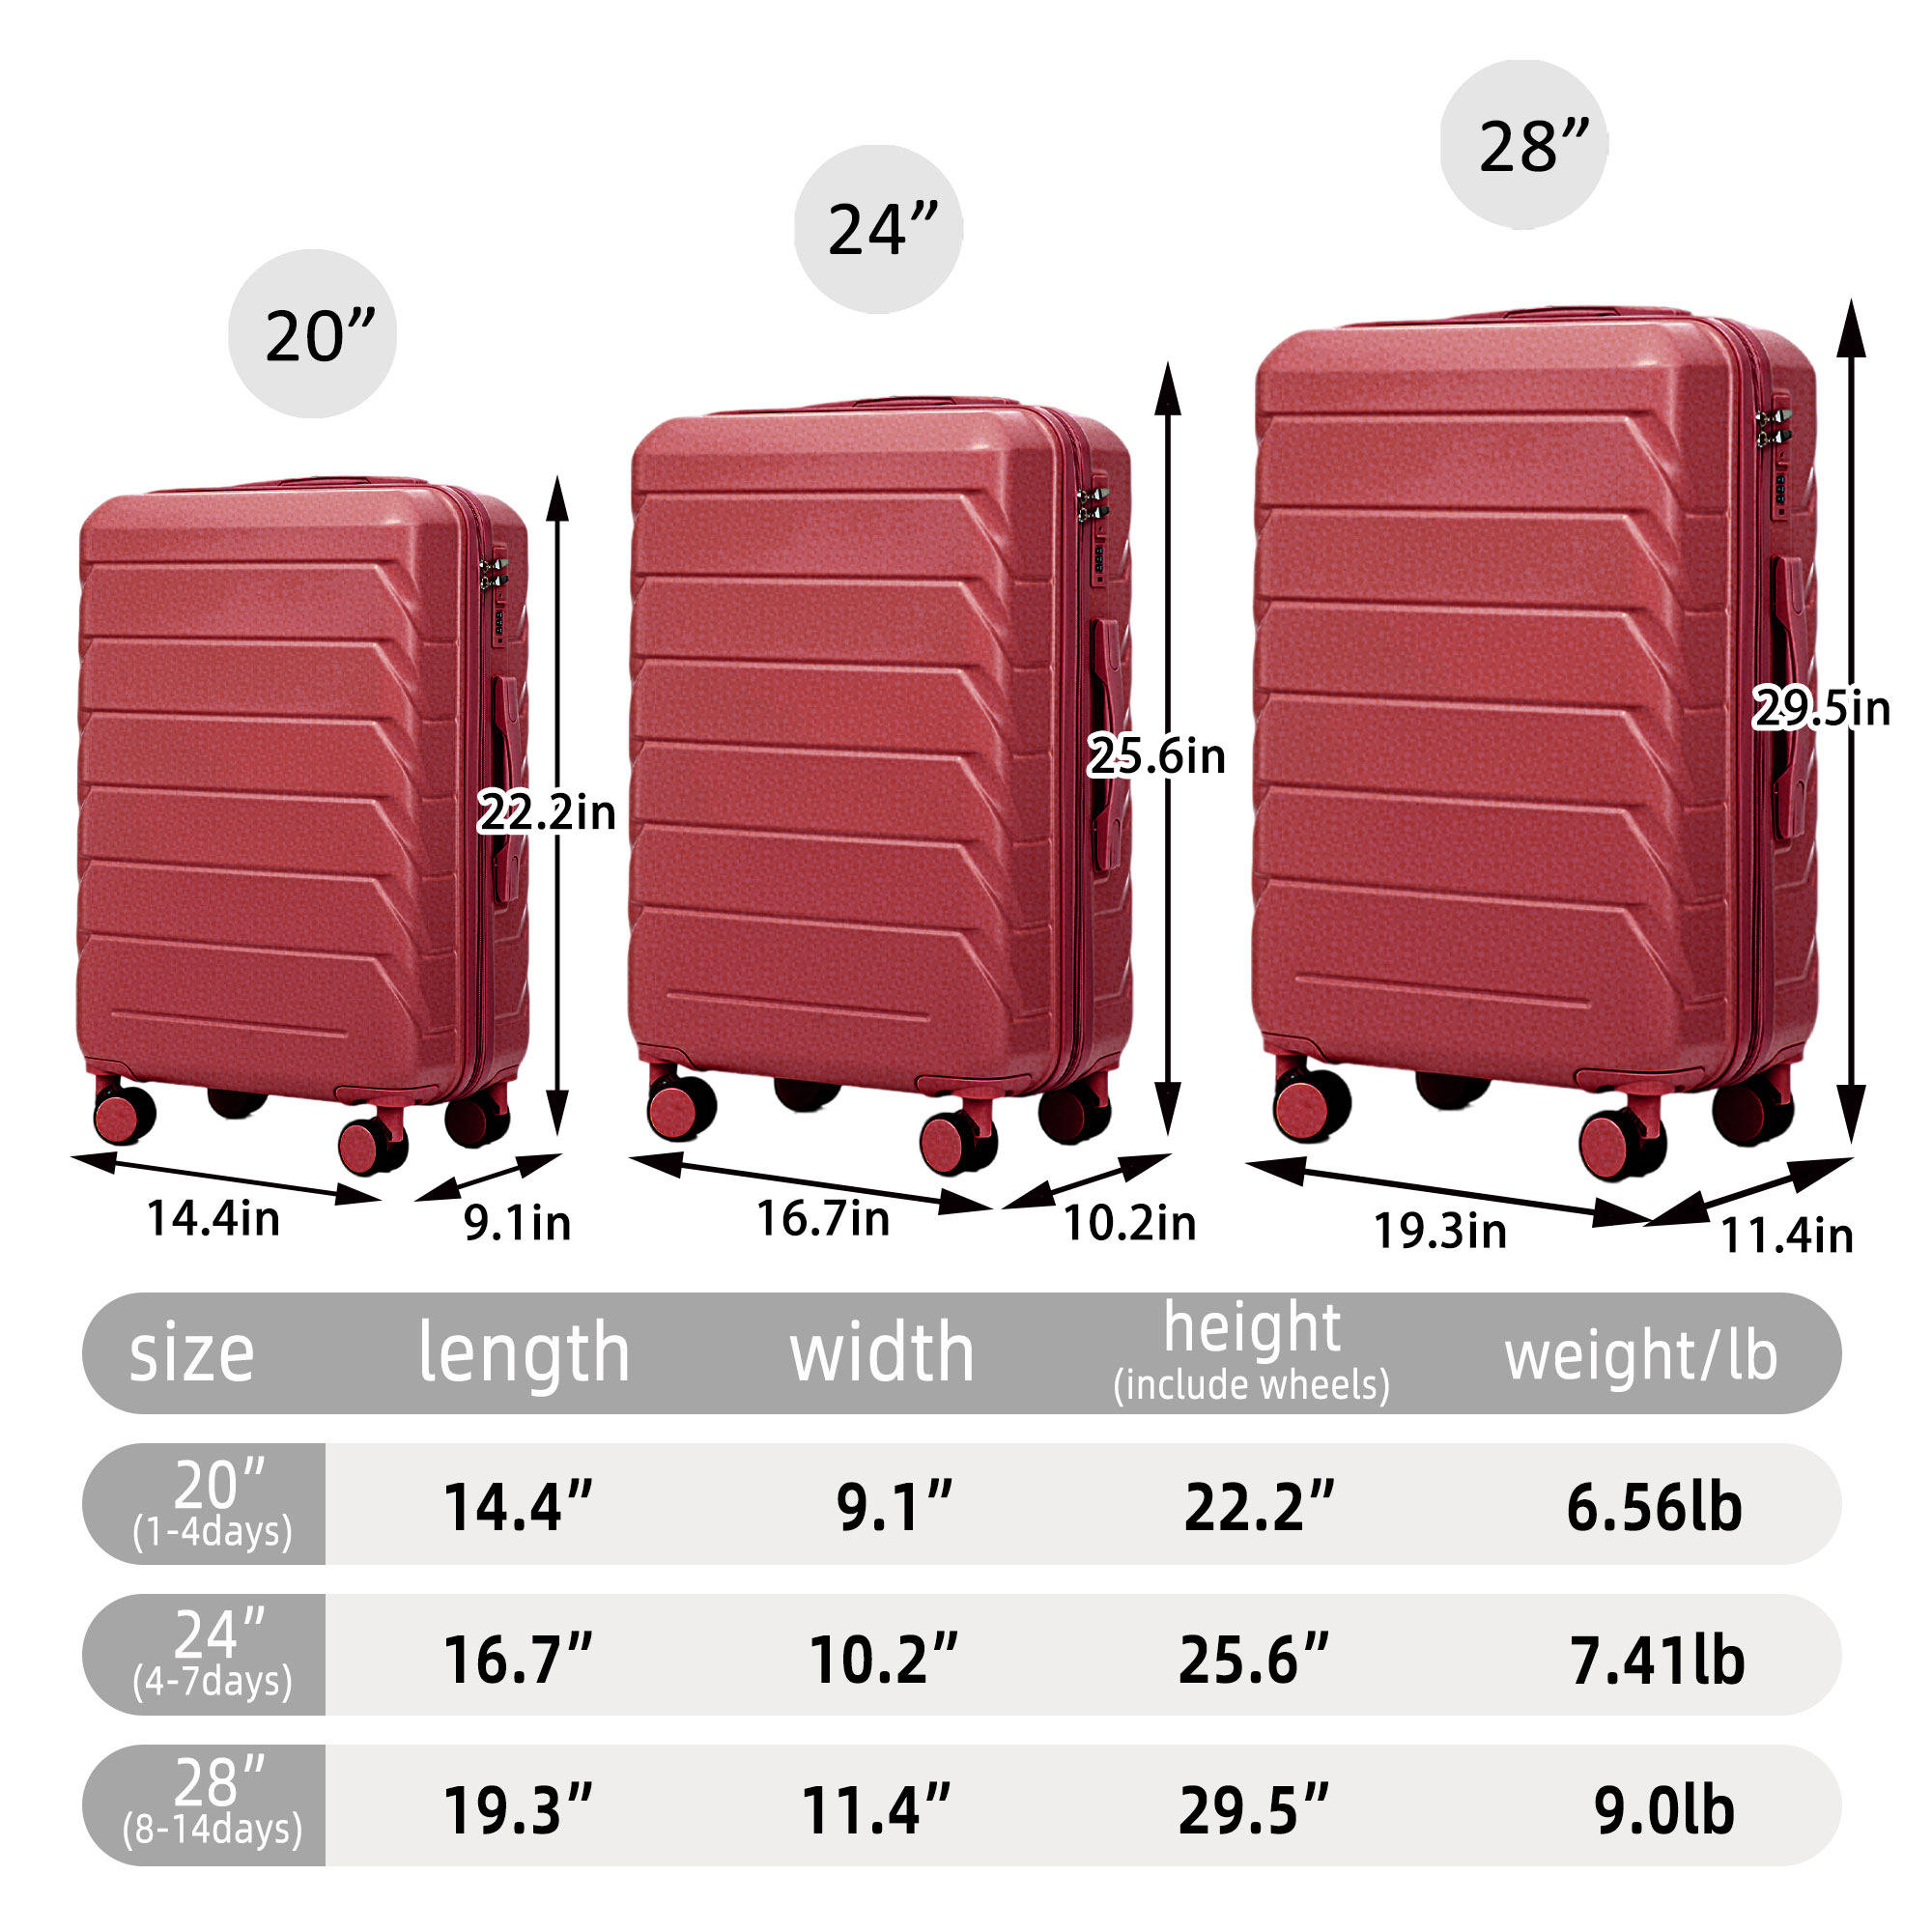 28”
24”
20”
29.5in
25.6in
22.2in
14.4in
9.1in
16.7in
10.2in
19.3in
11.4in
size length width height weight/lb
(include wheels)
20” 14.4” 9.1” 22.2” 6.56lb
(1-4days)
24” 16.7” 10.2” 25.6” 7.41lb
(4-7days)
28” 19.3” 11.4” 29.5” 9.0lb
(8-14days)